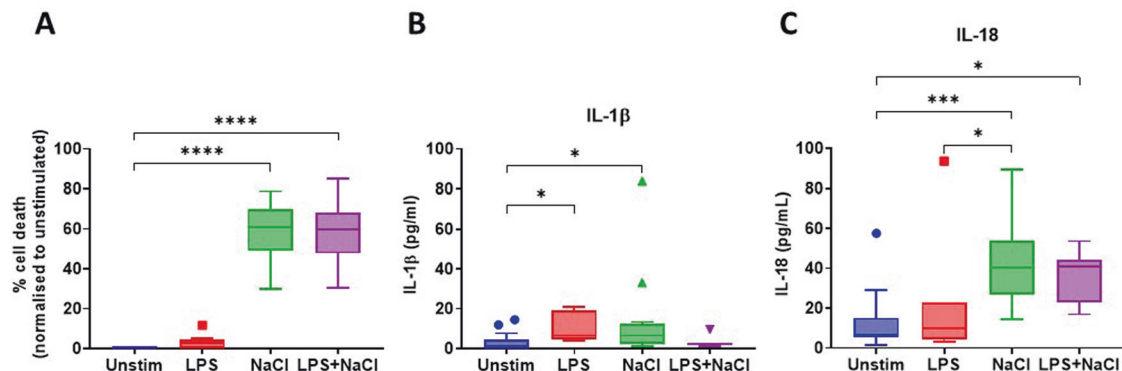 A
% cell death
(normalised to unstimulated)
****
****
100
80
60
40
20
0
Unstim LPS NaCl LPS+NaCl
B
IL-1β
IL-1β (pg/ml)
*
*
100
80
60
40
20
0
Unstim LPS NaCl LPS+NaCl
C
IL-18
IL-18 (pg/mL)
*
***
*
100
80
60
40
20
0
Unstim LPS NaCl LPS+NaCl